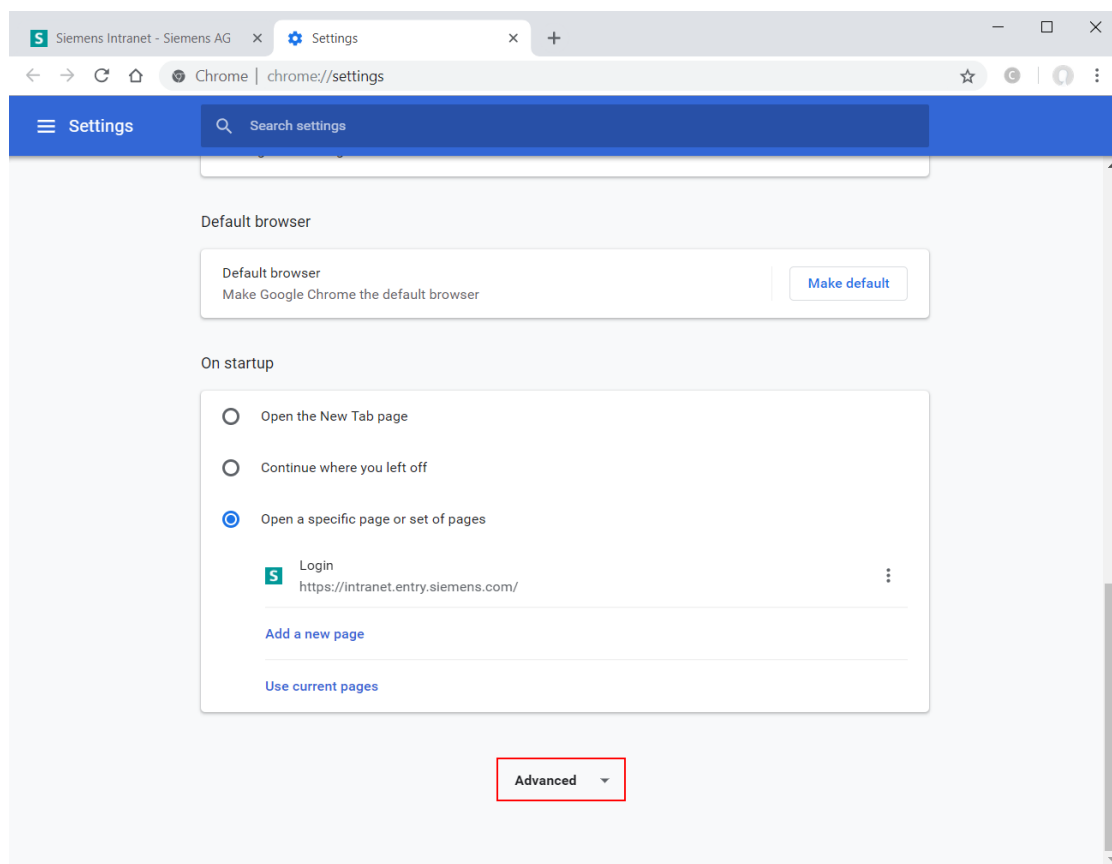 S Siemens Intranet - Siemens AG
Settings
Chrome | chrome://settings
C
Settings
Search settings
Default browser
Default browser
Make Google Chrome the default browser
Make default
On startup
Open the New Tab page
Continue where you left off
Open a specific page or set of pages
S
Login
https://intranet.entry.siemens.com/
Add a new page
Use current pages
Advanced